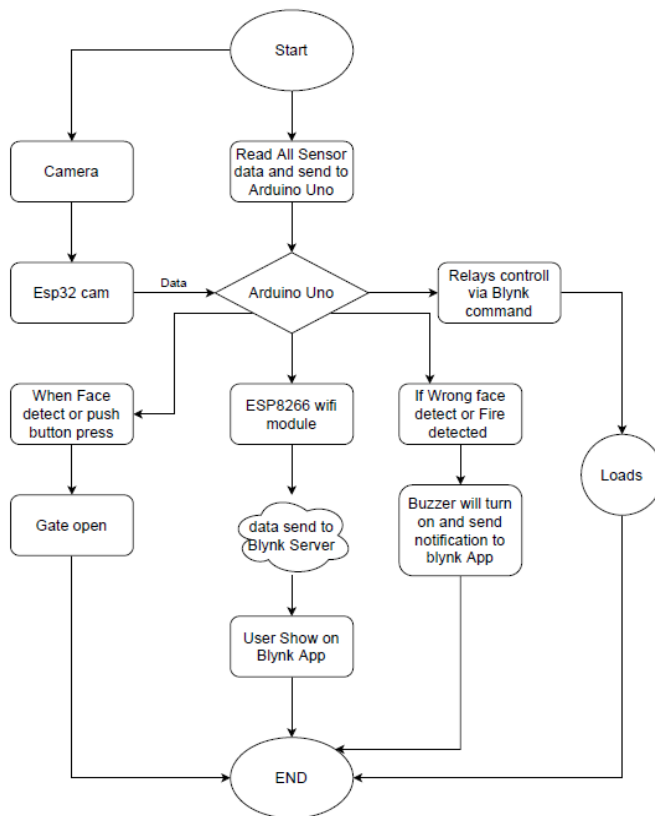 Start
Camera
Read All Sensor
data and send to
Arduino Uno
Esp32 cam
Data
Arduino Uno
Relays controll
via Blynk
command
When Face
detect or push
button press
ESP8266 wifi
module
If Wrong face
detect or Fire
detected
Loads
Gate open
data send to
Blynk Server
Buzzer will turn
on and send
notification to
blynk App
User Show on
Blynk App
END